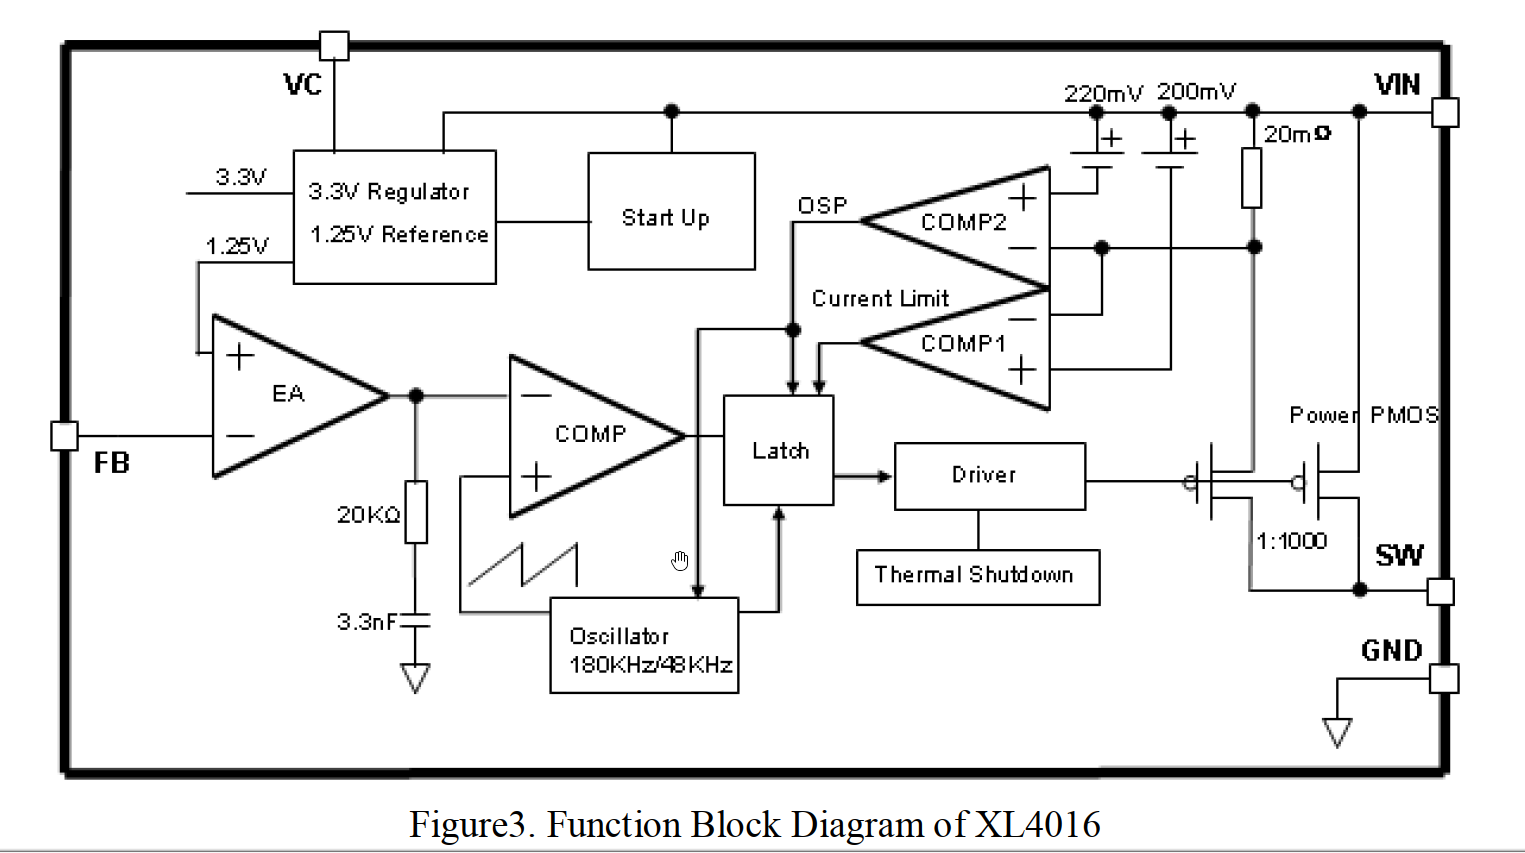 VC
220mV 200mV
VIN
20mΩ
3.3V
3.3V Regulator
1.25V Reference
1.25V
Start Up
OSP
+
+
+
COMP2
−
Current Limit
−
COMP1
+
+
EA
−
FB
−
COMP
+
Latch
Driver
Power PMOS
20KΩ
1:1000
SW
Thermal Shutdown
3.3nF
Oscillator
180KHz/48KHz
GND
Figure3. Function Block Diagram of XL4016